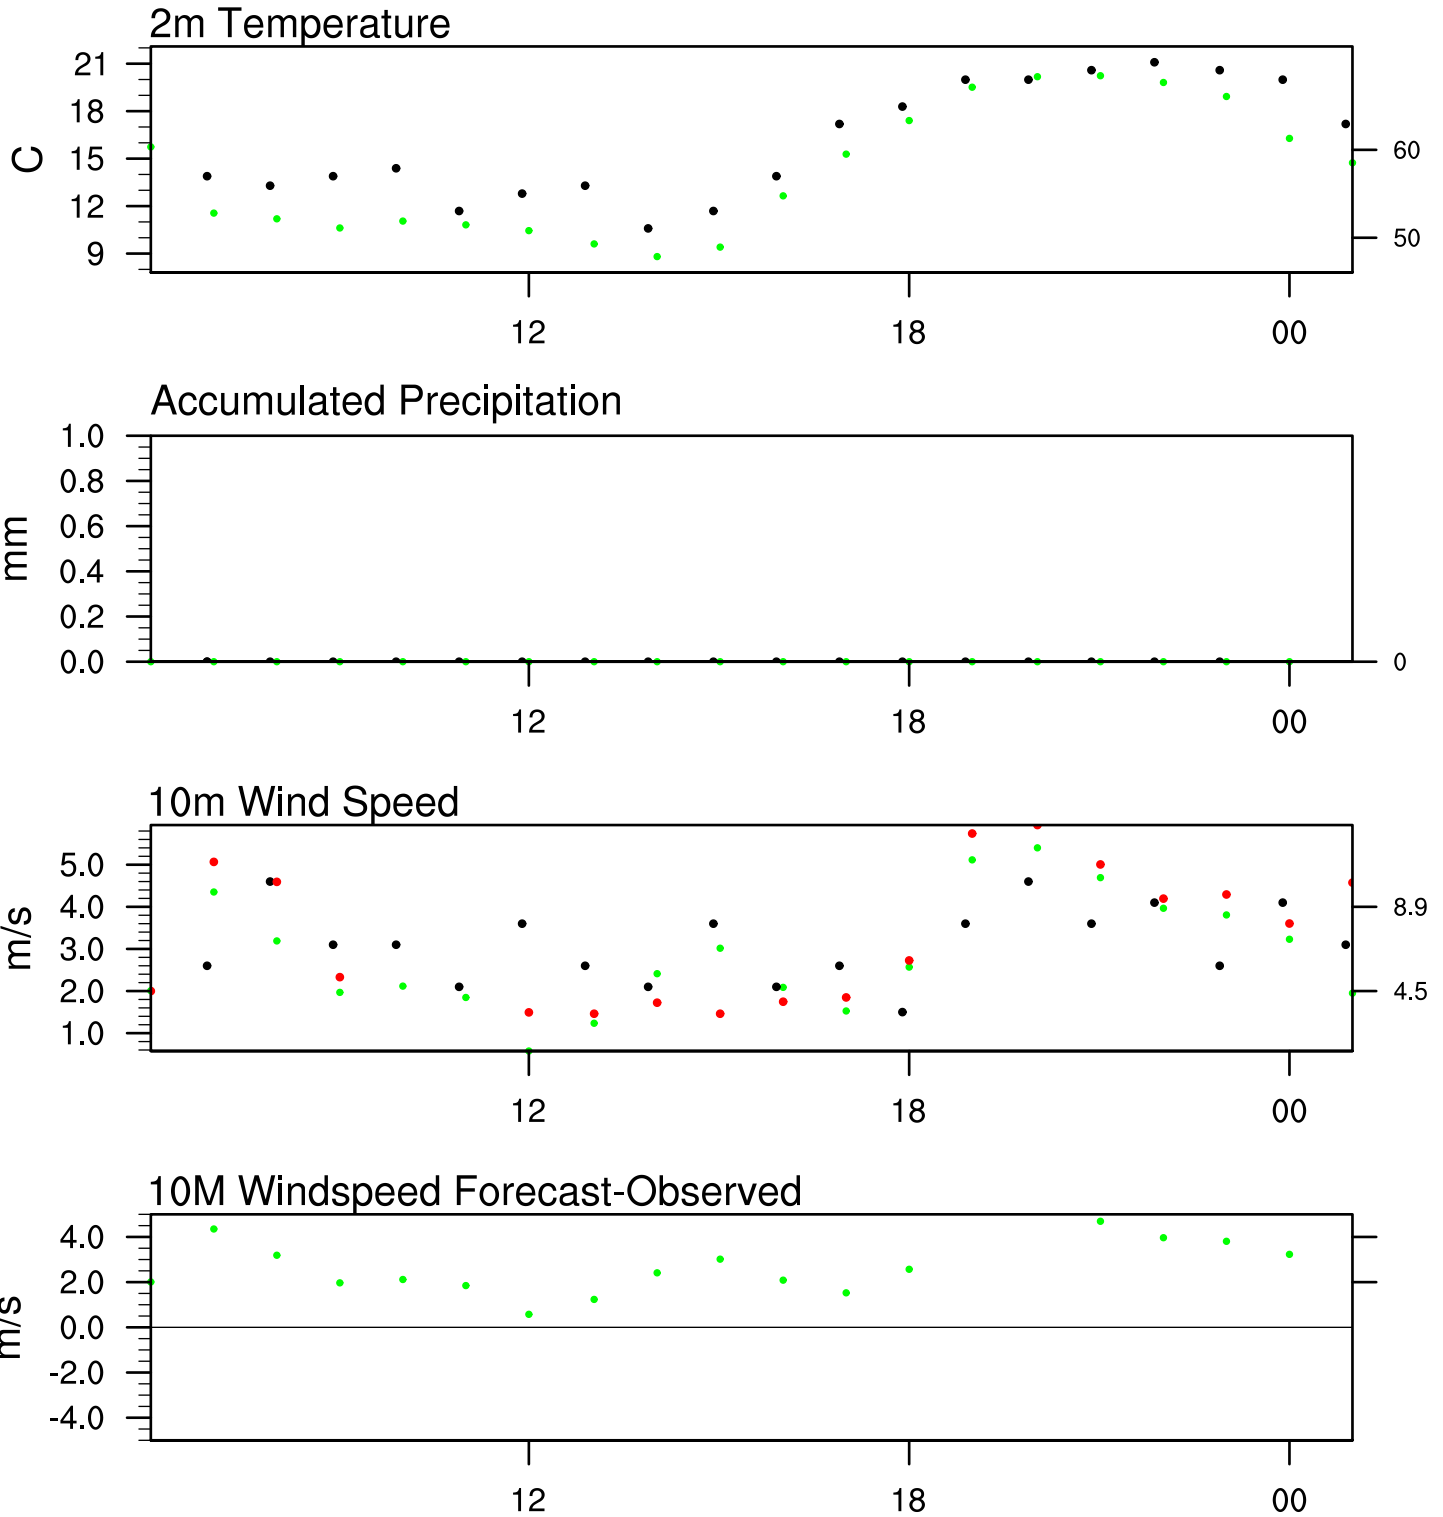 2m Temperature
21
18
15
12
9
C
60
50
12 18 00
Accumulated Precipitation
1.0
0.8
0.6
0.4
0.2
0.0
mm
0
12 18 00
10m Wind Speed
5.0
4.0
3.0
2.0
1.0
m/s
8.9
4.5
12 18 00
10M Windspeed Forecast-Observed
4.0
2.0
0.0
-2.0
-4.0
m/s
12 18 00